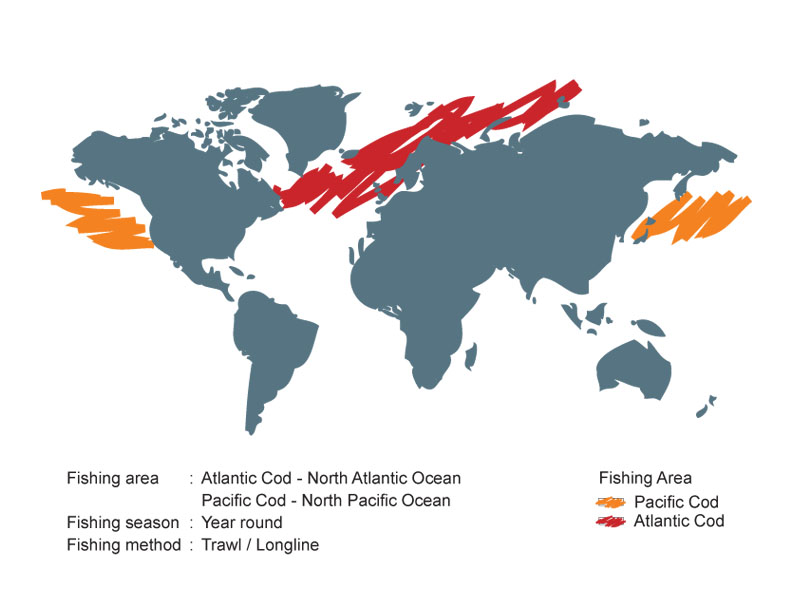 Fishing area : Atlantic Cod - North Atlantic Ocean
Pacific Cod - North Pacific Ocean
Fishing season : Year round
Fishing method : Trawl / Longline
Fishing Area
Pacific Cod
Atlantic Cod